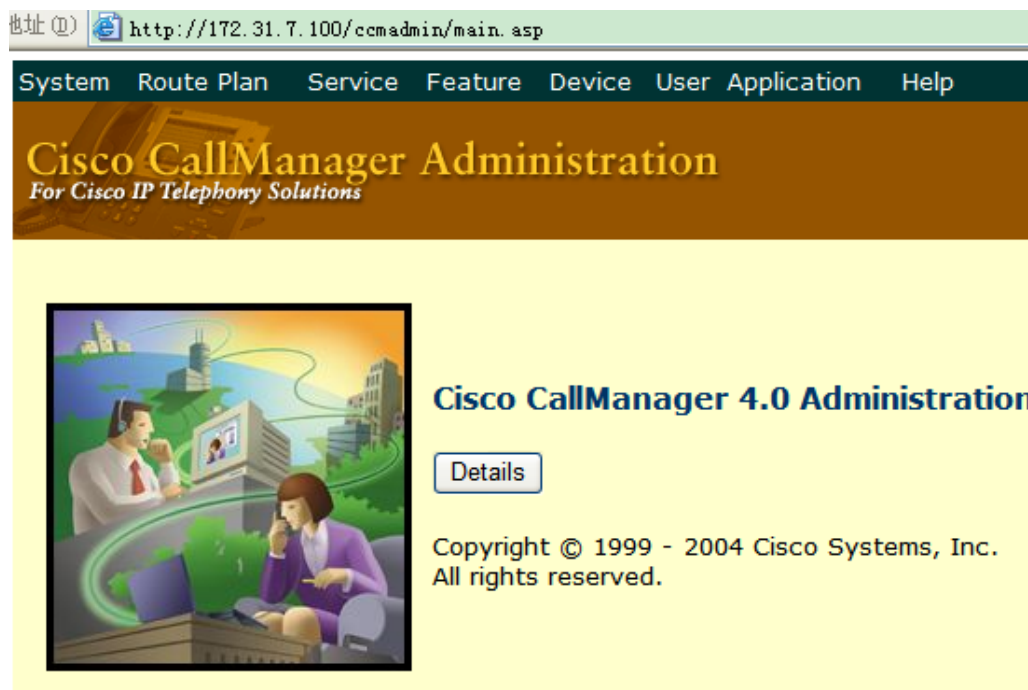 地址(D) http://172.31.7.100/ccmadmin/main.asp
System Route Plan Service Feature Device User Application Help
Cisco CallManager Administration
For Cisco IP Telephony Solutions
Cisco CallManager 4.0 Administration
Details
Copyright © 1999 - 2004 Cisco Systems, Inc.
All rights reserved.